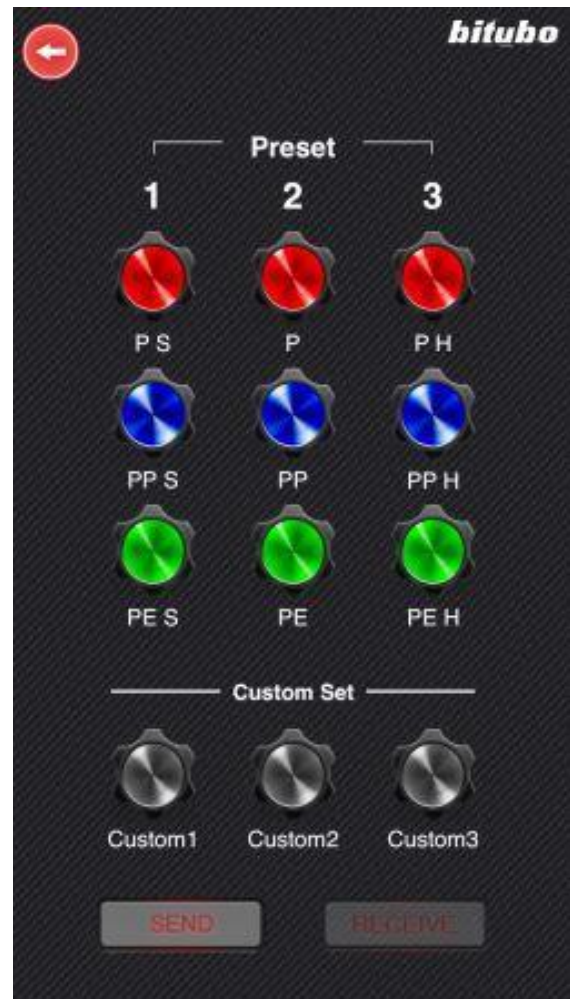 bitubo
Preset
1 2 3
P S P P H
PP S PP PP H
PE S PE PE H
Custom Set
Custom1 Custom2 Custom3
SEND RECEIVE